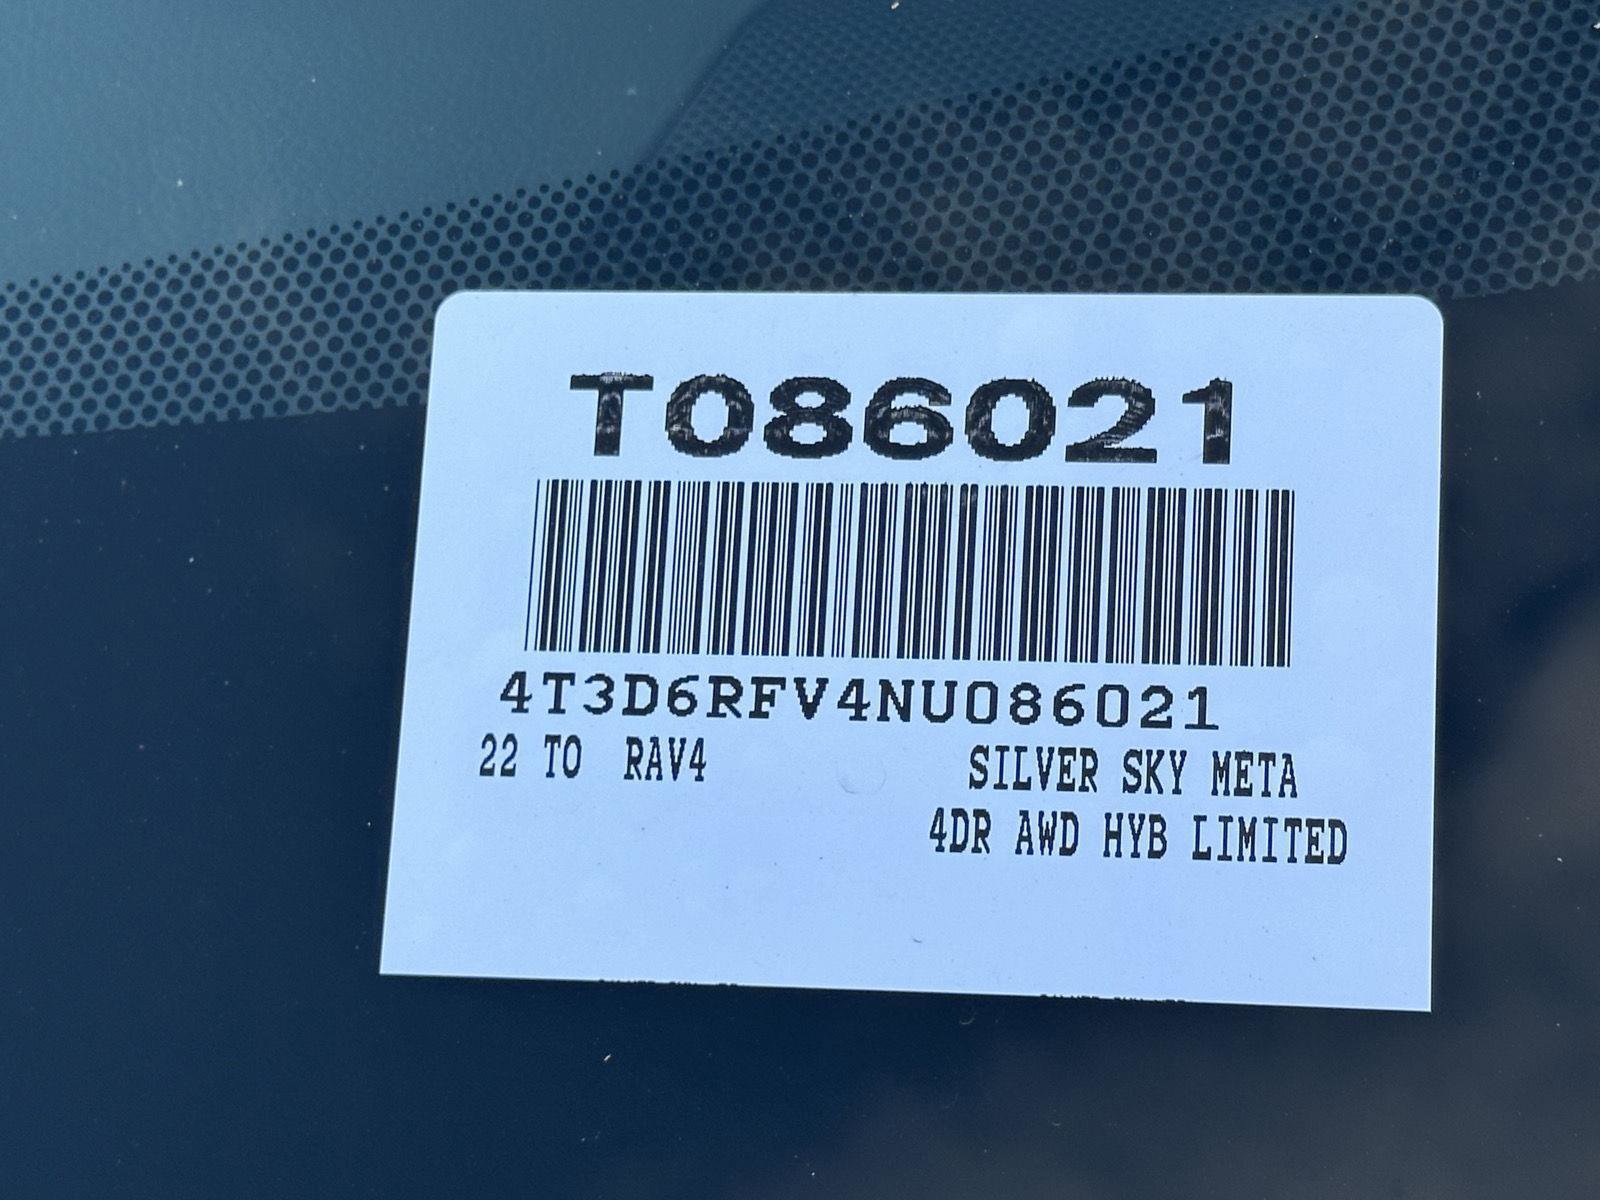 T086021
4T3D6RFV4NU086021
22 TO RAV4
SILVER SKY META
4DR AWD HYB LIMITED